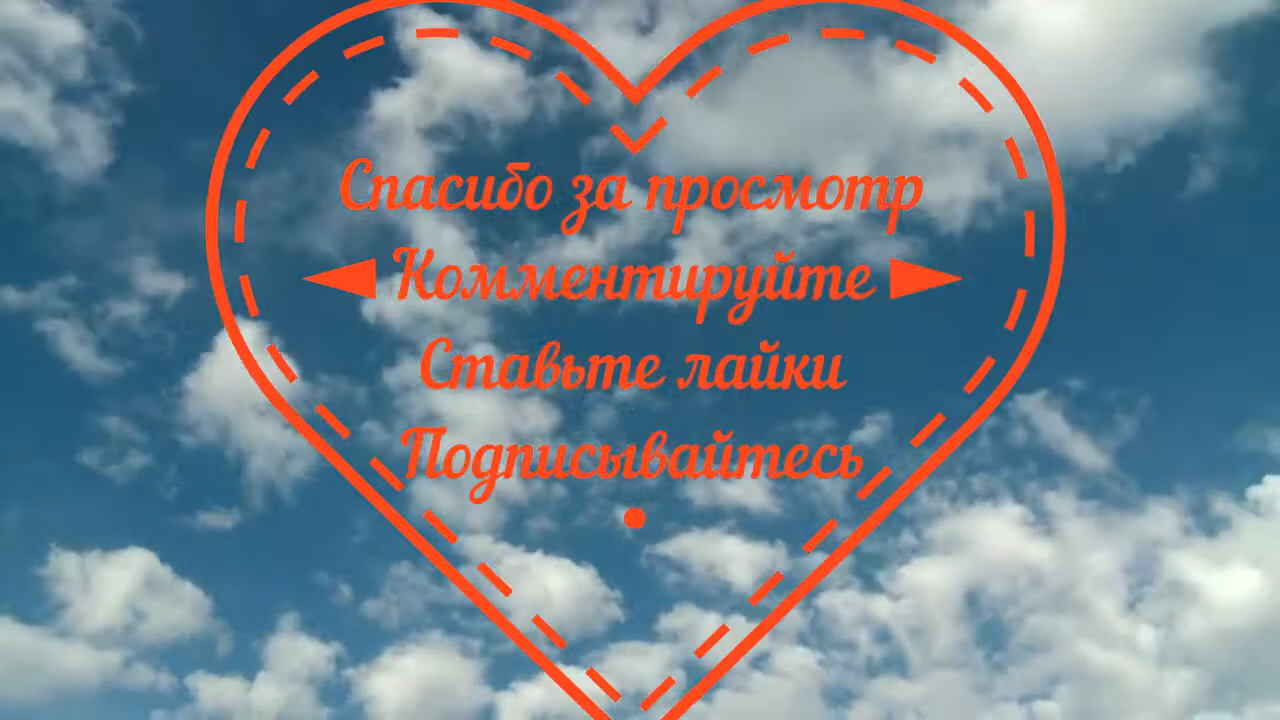 Спасибо за просмотр
Комментируйте
Ставьте лайки
Подписывайтесь